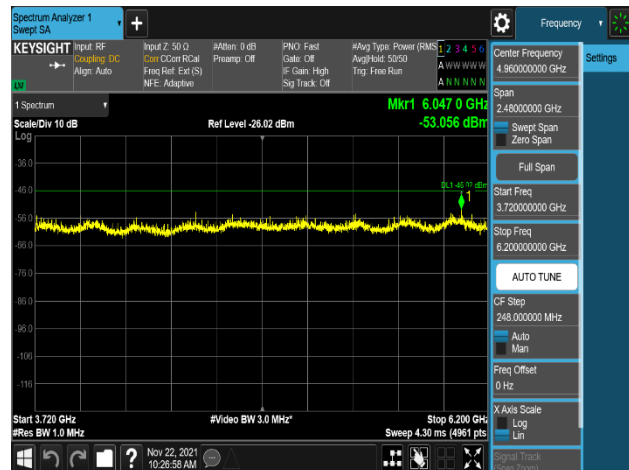 Spectrum Analyzer 1
Swept SA
Frequency
KEYSIGHT
Input: RF
Coupling: DC
Align: Auto
Input Z: 50 Ω
Corr CCorr RCal
Freq Ref: Ext (S)
NFE: Adaptive
#Atten: 0 dB
Preamp: Off
PNO: Fast
Gate: Off
IF Gain: High
Sig Track: Off
#Avg Type: Power (RMS
Avg|Hold: 50/50
Trig: Free Run
1 2 3 4 5 6
A W W W W W
A N N N N N
1 Spectrum
Mkr1 6.047 0 GHz
Scale/Div 10 dB
Ref Level -26.02 dBm
-53.056 dBm
Log
-36.0
-46.0
-56.0
-66.0
-76.0
-86.0
-96.0
-106
-116
DL1 -46.02 dBm
1
Start 3.720 GHz
#Video BW 3.0 MHz*
Stop 6.200 GHz
#Res BW 1.0 MHz
Sweep 4.30 ms (4961 pts
Nov 22, 2021
10:26:58 AM
Settings
Center Frequency
4.960000000 GHz
Span
2.48000000 GHz
Swept Span
Zero Span
Full Span
Start Freq
3.720000000 GHz
Stop Freq
6.200000000 GHz
AUTO TUNE
CF Step
248.000000 MHz
Auto
Man
Freq Offset
0 Hz
X Axis Scale
Log
Lin
Signal Track
(Span Zoom)